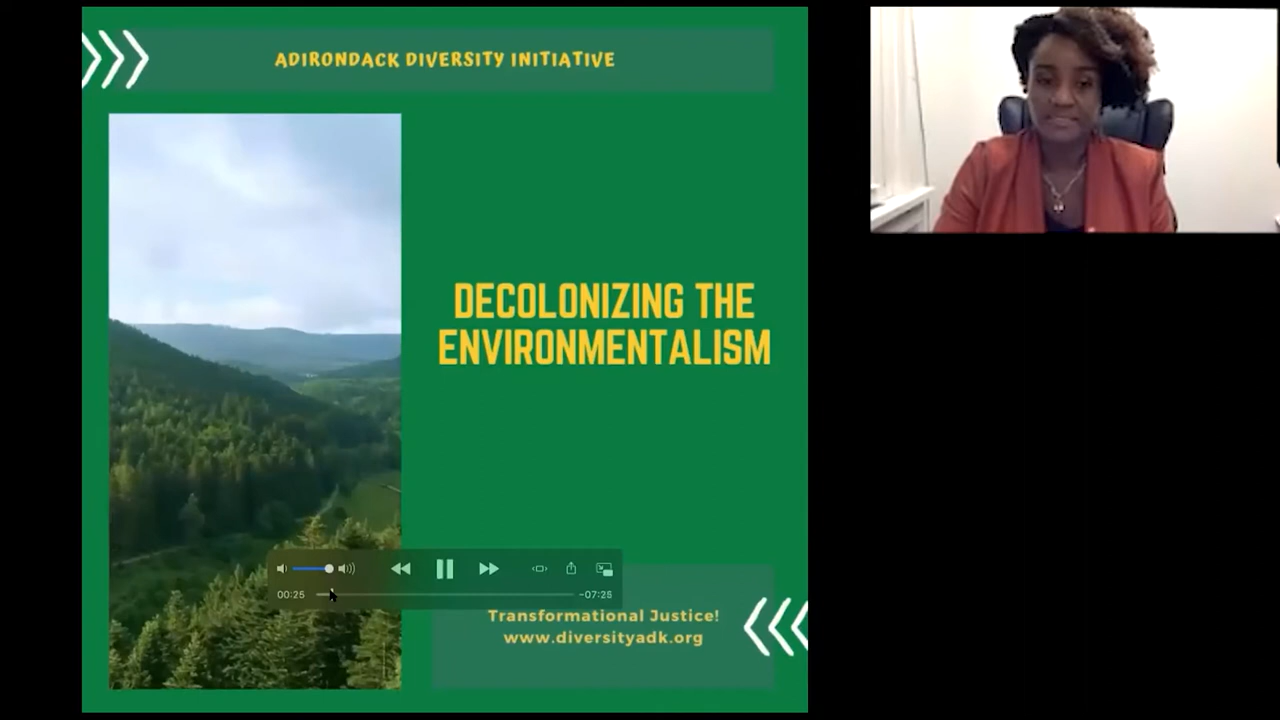 ADIRONDACK DIVERSITY INITIATIVE
DECOLONIZING THE
ENVIRONMENTALISM
00:25
-07:25
Transformational Justice!
www.diversityadk.org